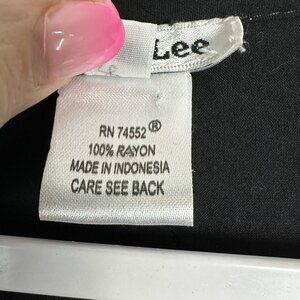 Lee
RN 74552®
100% RAYON
MADE IN INDONESIA
CARE SEE BACK